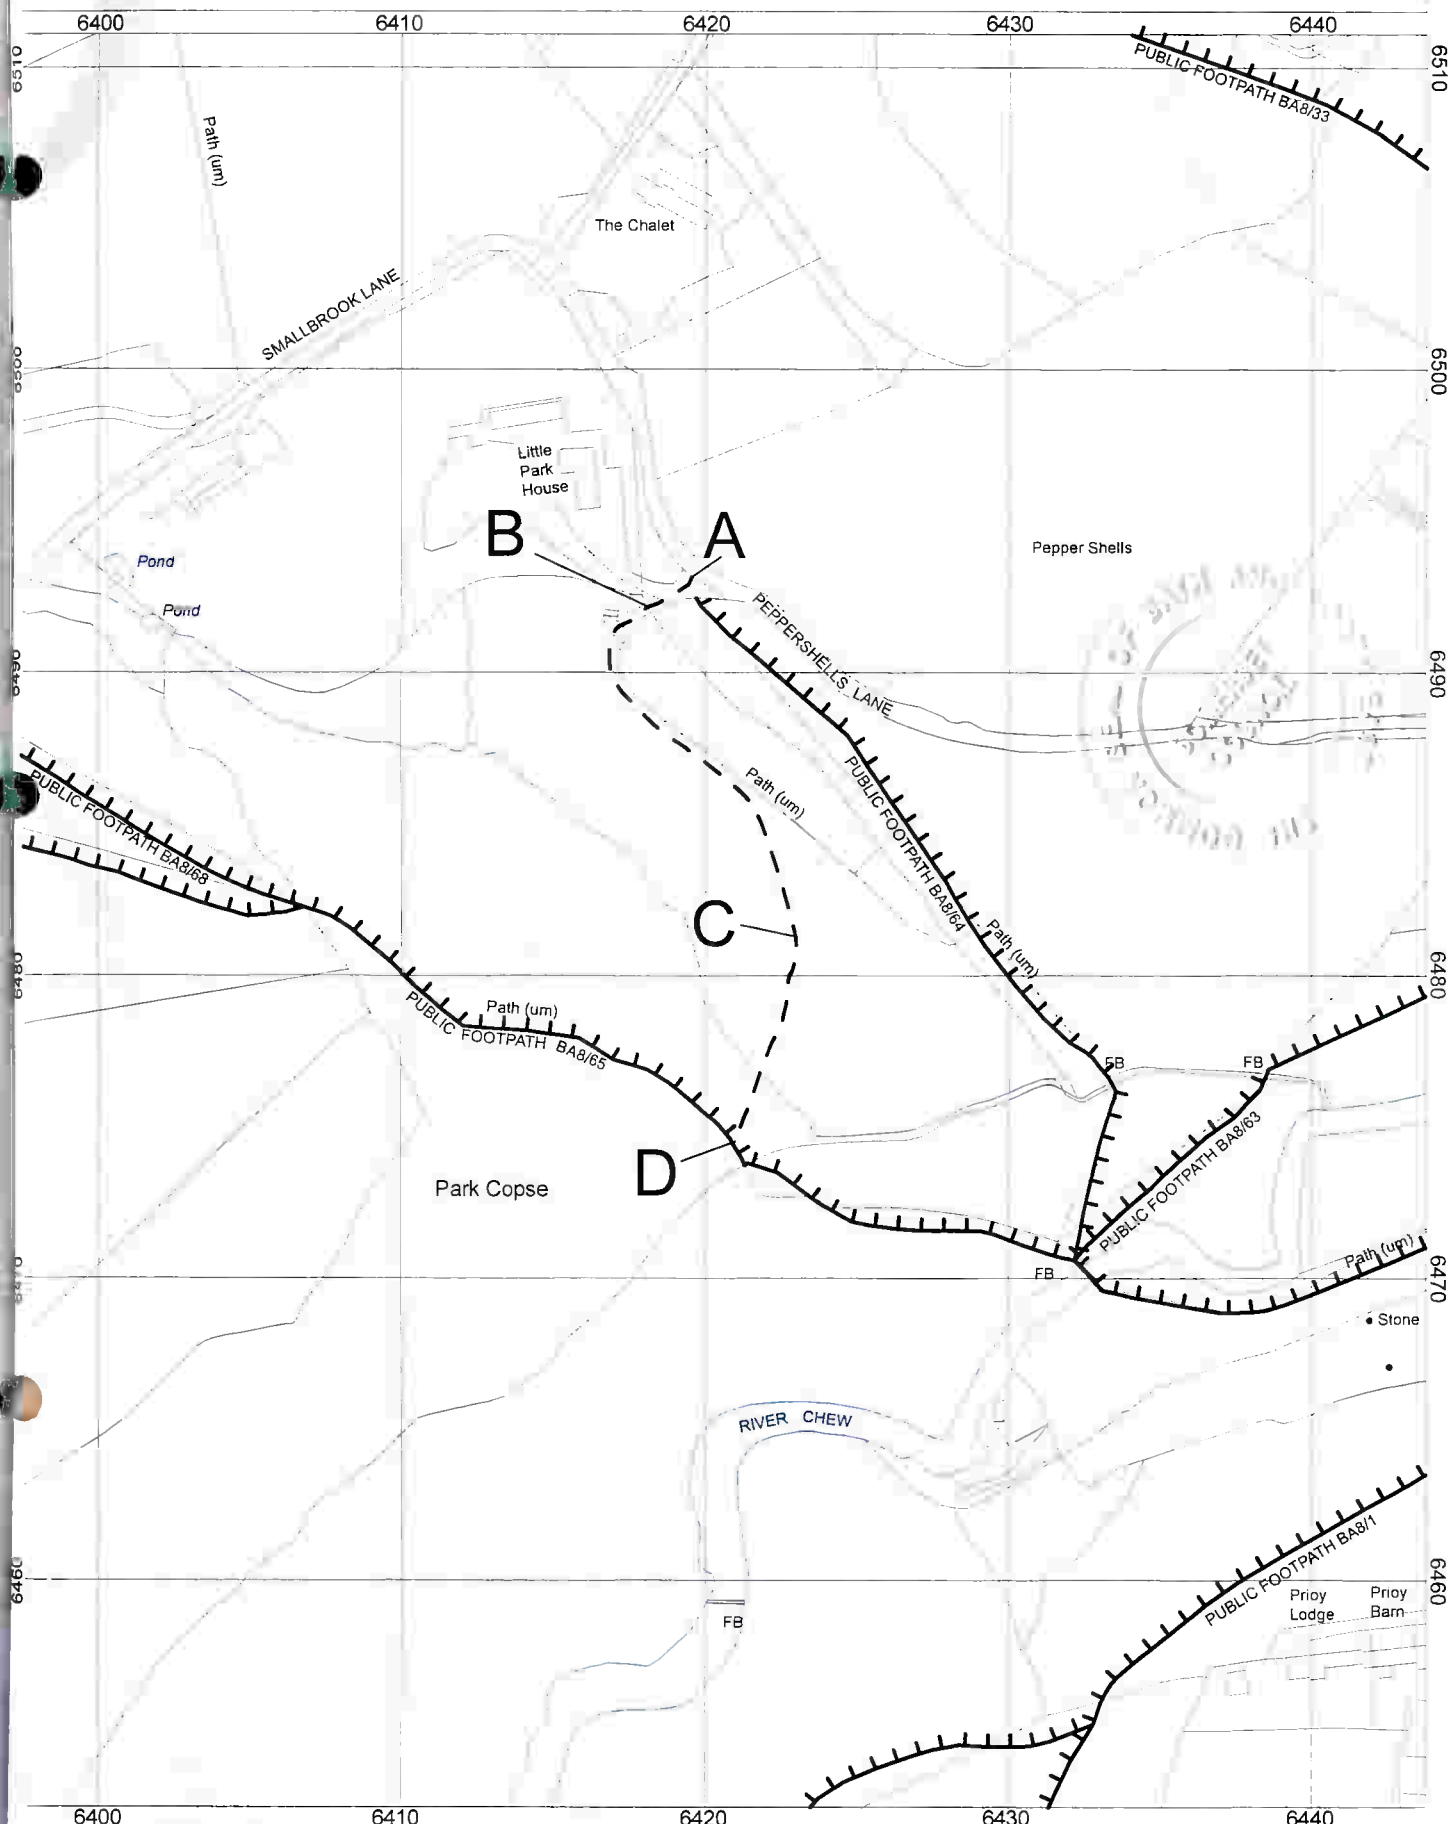 6400
6410
6420
6430
6440
6510
PUBLIC FOOTPATH BA8/33
6510
Path (um)
The Chalet
SMALLBROOK LANE
6500
Little
Park
House
B
A
Pond
Pond
Pepper Shells
PEPPERSHELLS LANE
6490
PUBLIC FOOTPATH BA8/68
Path (um)
PUBLIC FOOTPATH BA8/64
C
Path (um)
6480
Path (um)
PUBLIC FOOTPATH BA8/65
FB
FB
D
Park Copse
PUBLIC FOOTPATH BA8/63
FB
Path (um)
6470
Stone
RIVER CHEW
PUBLIC FOOTPATH BA8/1
6460
6460
FB
Prioy
Lodge
Prioy
Barn
6400
6410
6420
6430
6440